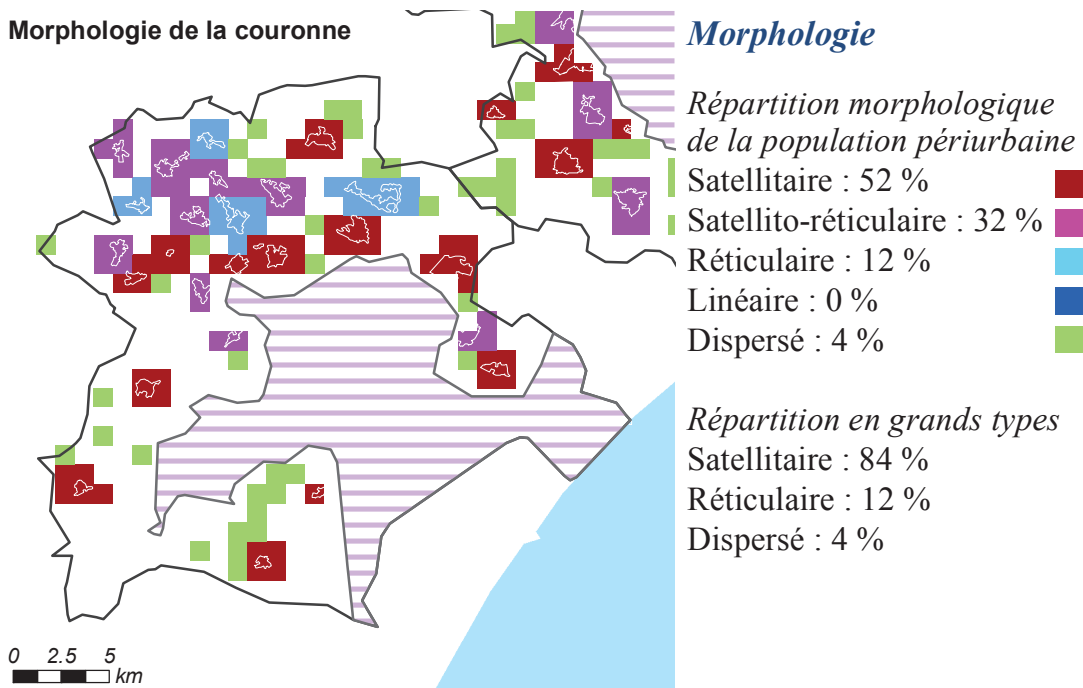 Morphologie de la couronne
Morphologie
Répartition morphologique
de la population périurbaine
Satellitaire : 52 %
Satellito-réticulaire : 32 %
Réticulaire : 12 %
Linéaire : 0 %
Dispersé : 4 %
Répartition en grands types
Satellitaire : 84 %
Réticulaire : 12 %
Dispersé : 4 %
0 2.5 5
km